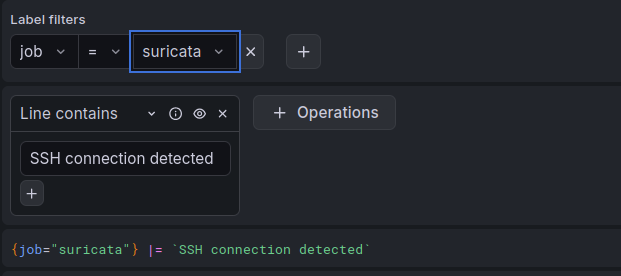 Label filters
job = suricata
Line contains + Operations
SSH connection detected
+
{job="suricata"} |= `SSH connection detected`